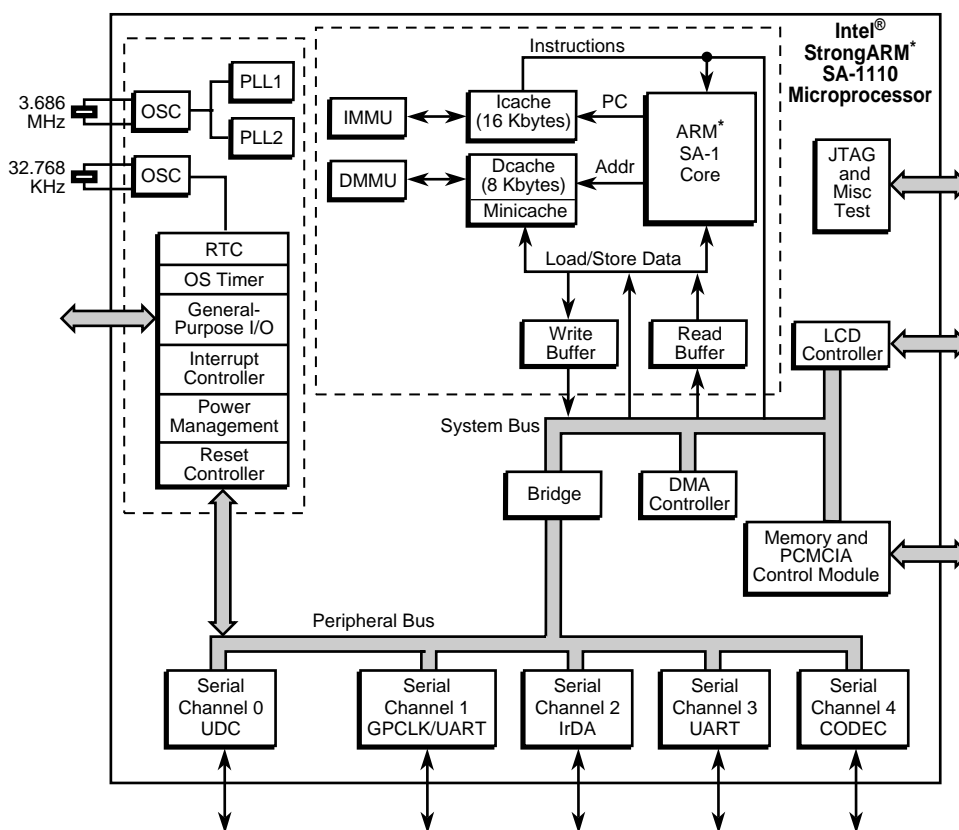 Intel®
StrongARM*
SA-1110
Microprocessor
3.686
MHz
OSC
PLL1
PLL2
32.768
KHz
OSC
RTC
OS Timer
General-
Purpose I/O
Interrupt
Controller
Power
Management
Reset
Controller
Instructions
IMMU
Icache
(16 Kbytes)
PC
ARM*
SA-1
Core
DMMU
Dcache
(8 Kbytes)
Minicache
Addr
Load/Store Data
Write
Buffer
Read
Buffer
JTAG
and
Misc
Test
LCD
Controller
System Bus
Bridge
DMA
Controller
Memory and
PCMCIA
Control Module
Peripheral Bus
Serial
Channel 0
UDC
Serial
Channel 1
GPCLK/UART
Serial
Channel 2
IrDA
Serial
Channel 3
UART
Serial
Channel 4
CODEC